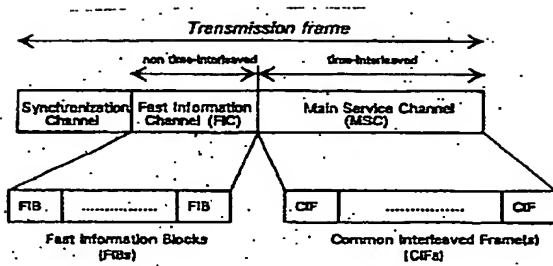 Transmission frame
non time-interleaved
time-interleaved
Synchronization
Channel
Fast Information
Channel (FIC)
Main Service Channel
(MSC)
FIB
................
FIB
CIF
................
CIF
Fast Information Blocks
(FIBs)
Common Interleaved Frame(s)
(CIFs)